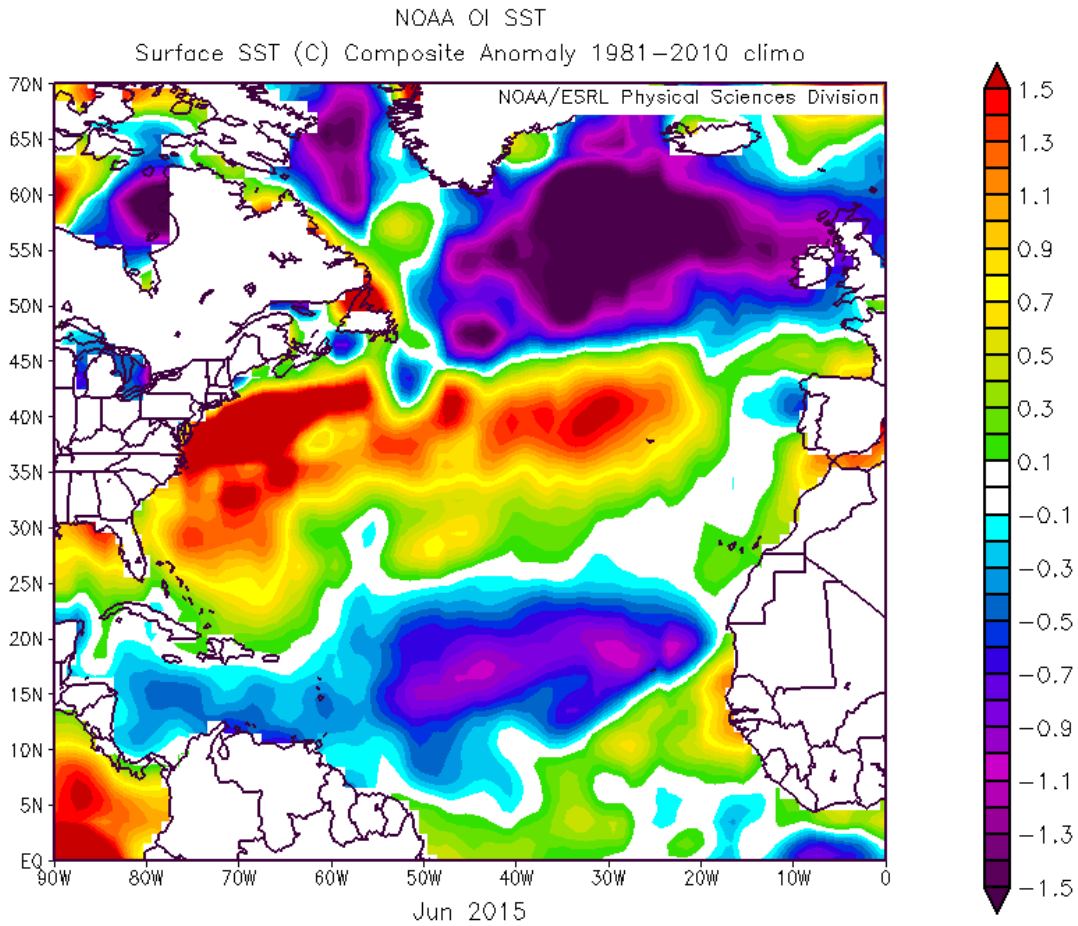 NOAA OI SST
Surface SST (C) Composite Anomaly 1981-2010 climo
NOAA/ESRL Physical Sciences Division
70N
65N
60N
55N
50N
45N
40N
35N
30N
25N
20N
15N
10N
5N
EQ
90W 80W 70W 60W 50W 40W 30W 20W 10W 0
Jun 2015
1.5
1.3
1.1
0.9
0.7
0.5
0.3
0.1
-0.1
-0.3
-0.5
-0.7
-0.9
-1.1
-1.3
-1.5